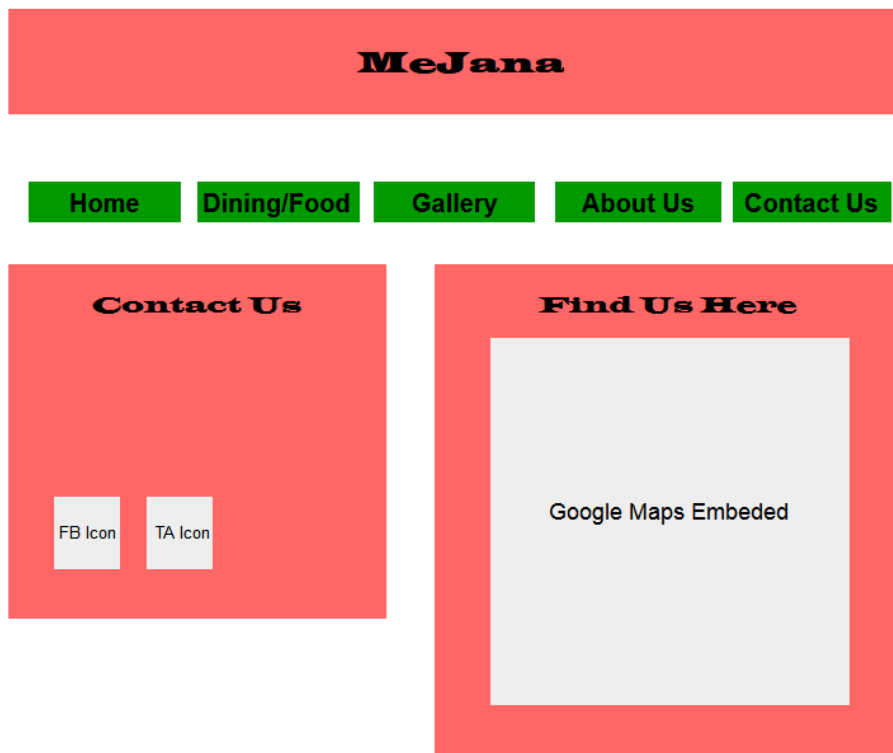 MeJana
Home
Dining/Food
Gallery
About Us
Contact Us
Contact Us
FB Icon
TA Icon
Find Us Here
Google Maps Embeded